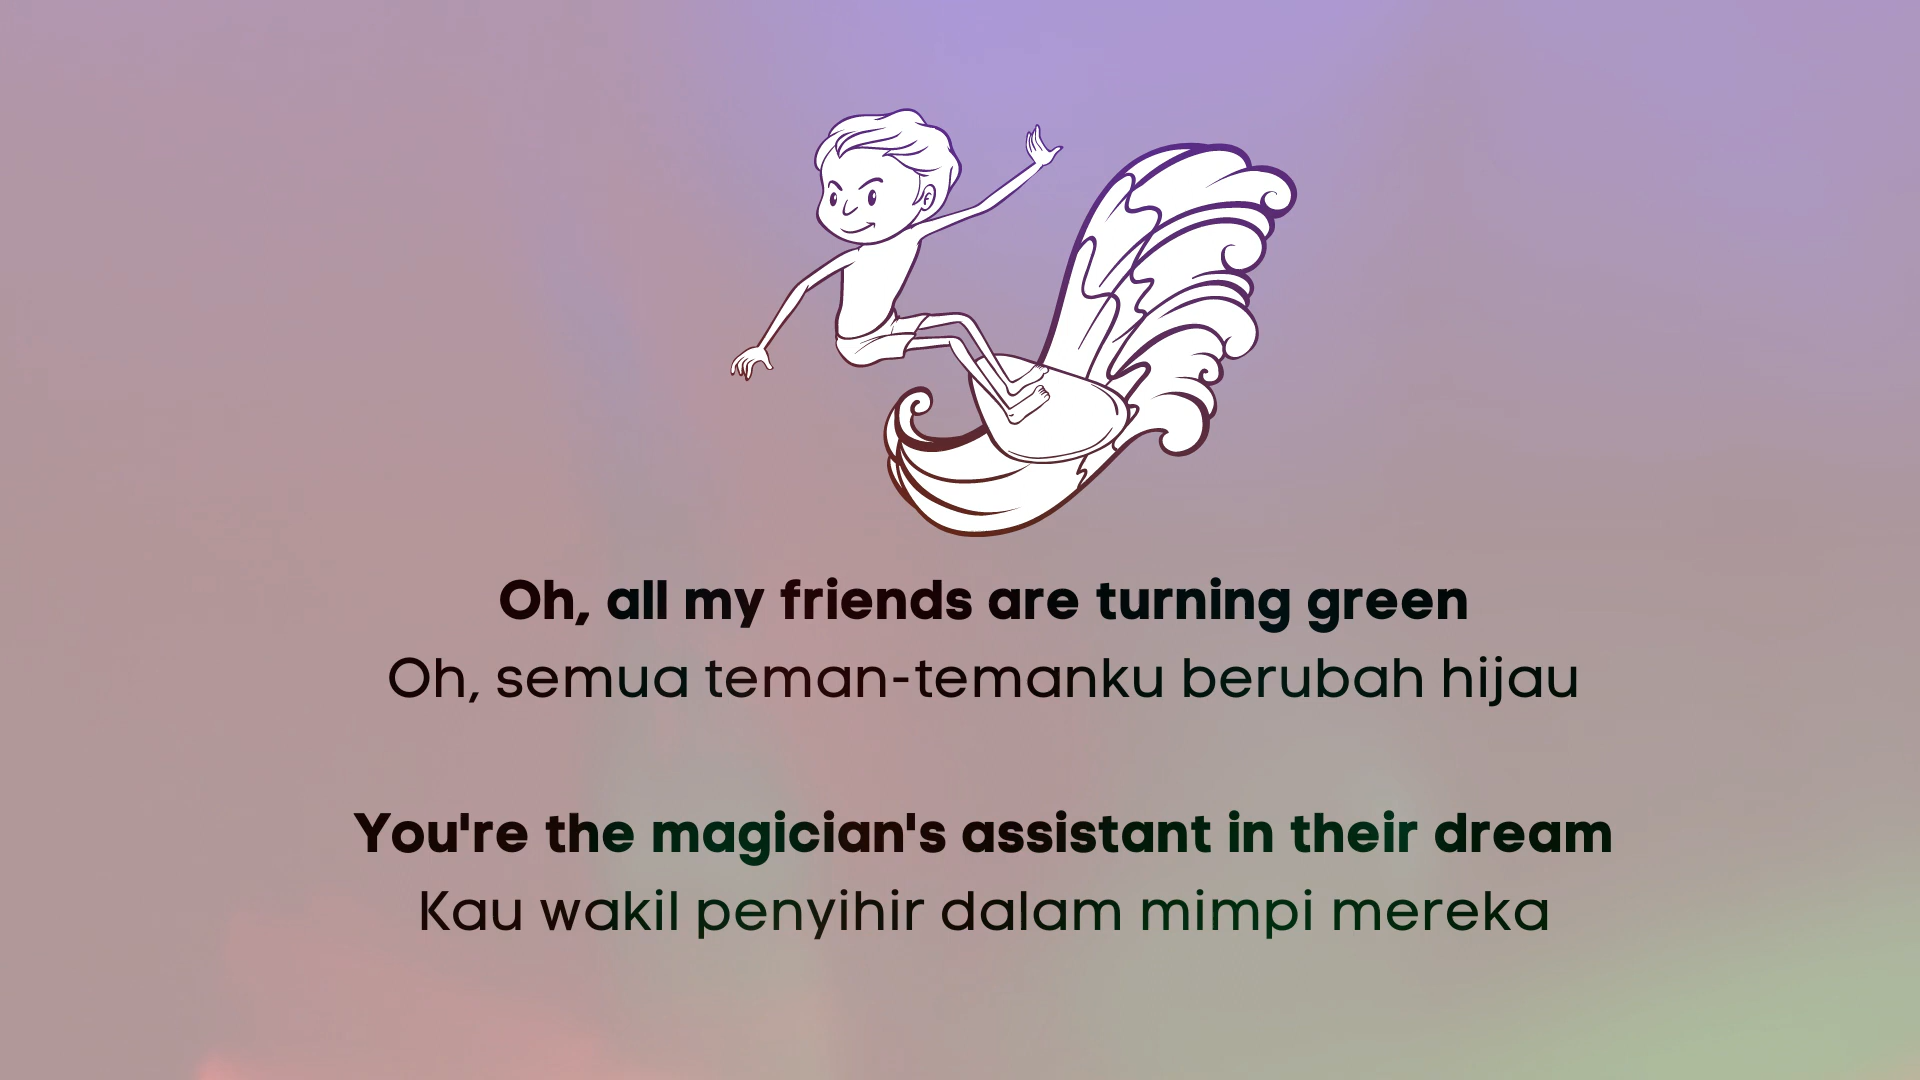 Oh, all my friends are turning green
Oh, semua teman-temanku berubah hijau
You're the magician's assistant in their dream
Kau wakil penyihir dalam mimpi mereka